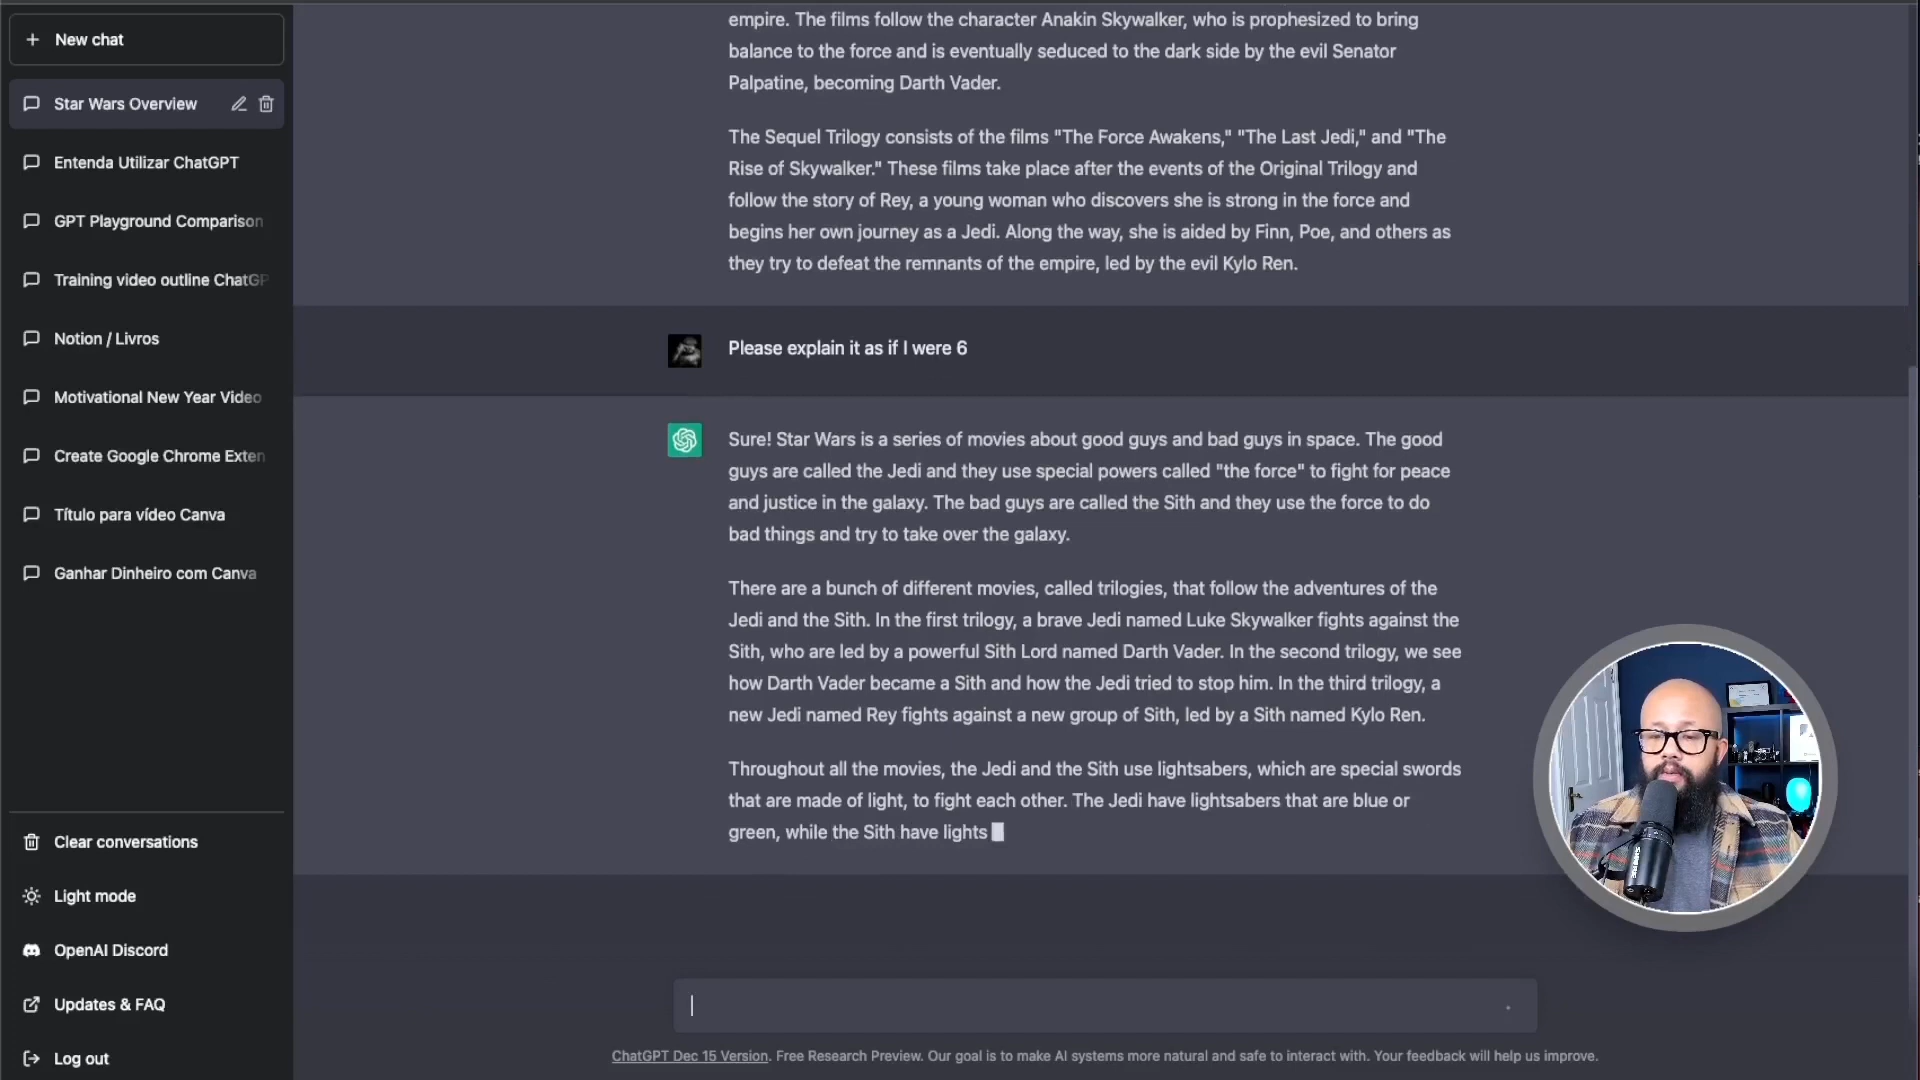 New chat
Star Wars Overview
Entenda Utilizar ChatGPT
GPT Playground Comparison
Training video outline ChatGP
Notion / Livros
Motivational New Year Video
Create Google Chrome Exten
Título para vídeo Canva
Ganhar Dinheiro com Canva
Clear conversations
Light mode
OpenAI Discord
Updates & FAQ
Log out
empire. The films follow the character Anakin Skywalker, who is prophesized to bring
balance to the force and is eventually seduced to the dark side by the evil Senator
Palpatine, becoming Darth Vader.
The Sequel Trilogy consists of the films "The Force Awakens," "The Last Jedi," and "The
Rise of Skywalker." These films take place after the events of the Original Trilogy and
follow the story of Rey, a young woman who discovers she is strong in the force and
begins her own journey as a Jedi. Along the way, she is aided by Finn, Poe, and others as
they try to defeat the remnants of the empire, led by the evil Kylo Ren.
Please explain it as if I were 6
Sure! Star Wars is a series of movies about good guys and bad guys in space. The good
guys are called the Jedi and they use special powers called "the force" to fight for peace
and justice in the galaxy. The bad guys are called the Sith and they use the force to do
bad things and try to take over the galaxy.
There are a bunch of different movies, called trilogies, that follow the adventures of the
Jedi and the Sith. In the first trilogy, a brave Jedi named Luke Skywalker fights against the
Sith, who are led by a powerful Sith Lord named Darth Vader. In the second trilogy, we see
how Darth Vader became a Sith and how the Jedi tried to stop him. In the third trilogy, a
new Jedi named Rey fights against a new group of Sith, led by a Sith named Kylo Ren.
Throughout all the movies, the Jedi and the Sith use lightsabers, which are special swords
that are made of light, to fight each other. The Jedi have lightsabers that are blue or
green, while the Sith have lights
ChatGPT Dec 15 Version. Free Research Preview. Our goal is to make AI systems more natural and safe to interact with. Your feedback will help us improve.